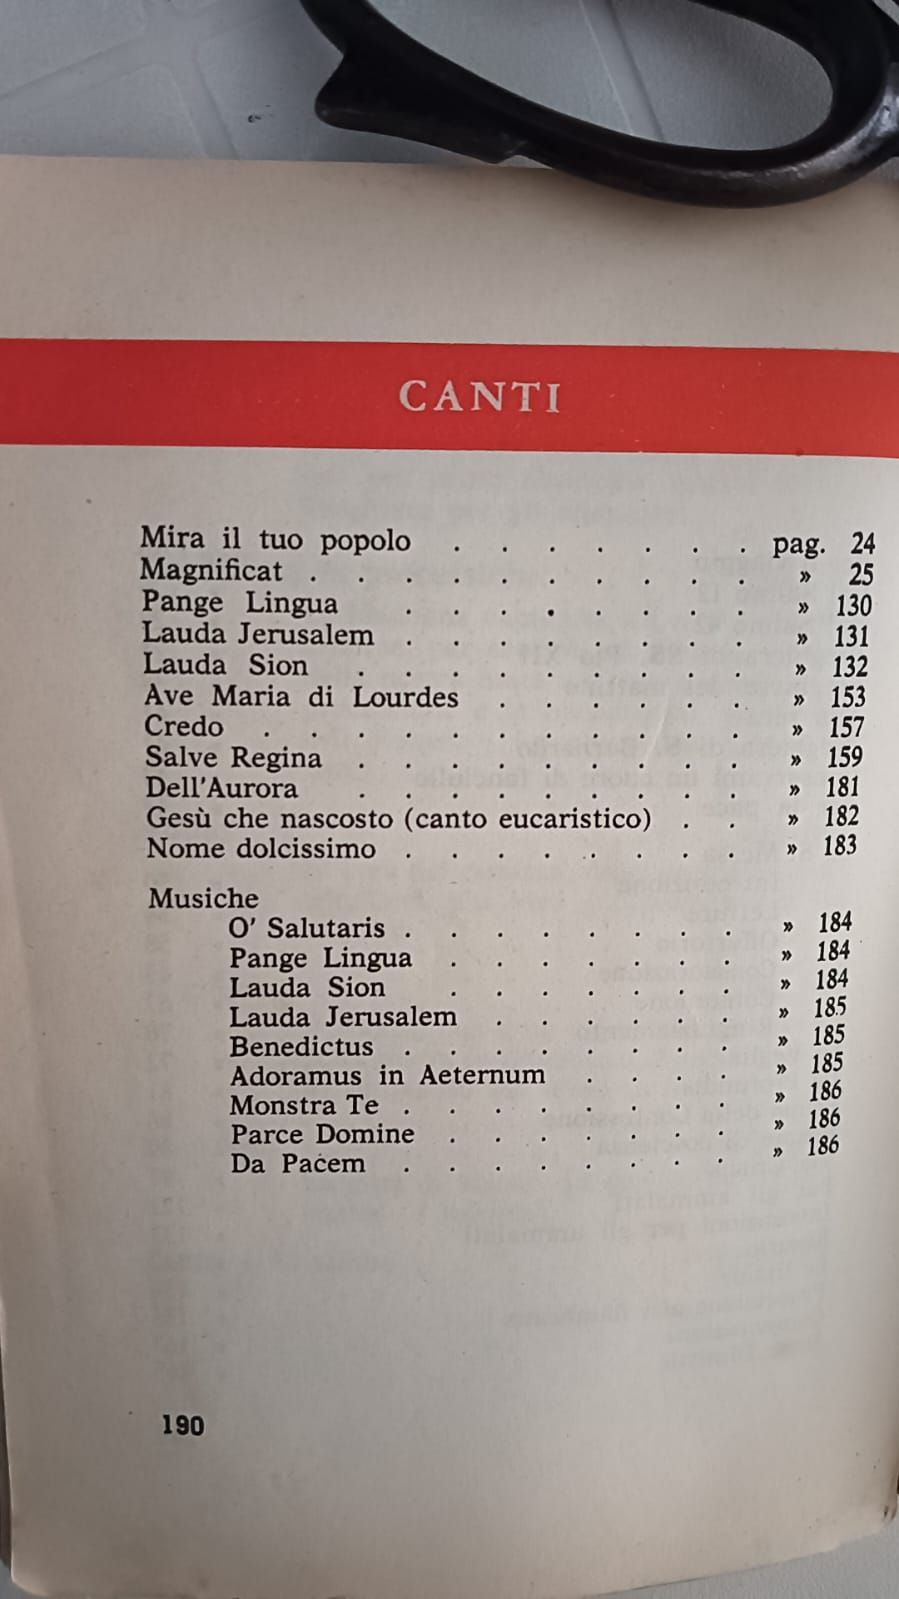 CANTI
Mira il tuo popolo . . . . . . . pag. 24
Magnificat . . . . . . . . . . » 25
Pange Lingua . . . . . . . . » 130
Lauda Jerusalem . . . . . . . . » 131
Lauda Sion . . . . . . . . . » 132
Ave Maria di Lourdes . . . . . . » 153
Credo . . . . . . . . . . . » 157
Salve Regina . . . . . . . . . » 159
Dell'Aurora . . . . . . . . . » 181
Gesù che nascosto (canto eucaristico) . . » 182
Nome dolcissimo . . . . . . . . » 183
Musiche
O' Salutaris . . . . . . . . » 184
Pange Lingua . . . . . . . » 184
Lauda Sion . . . . . . . » 184
Lauda Jerusalem . . . . . . » 185
Benedictus . . . . . . . . » 185
Adoramus in Aeternum . . . . » 185
Monstra Te . . . . . . . . » 186
Parce Domine . . . . . . . » 186
Da Pacem . . . . . . . . » 186
190